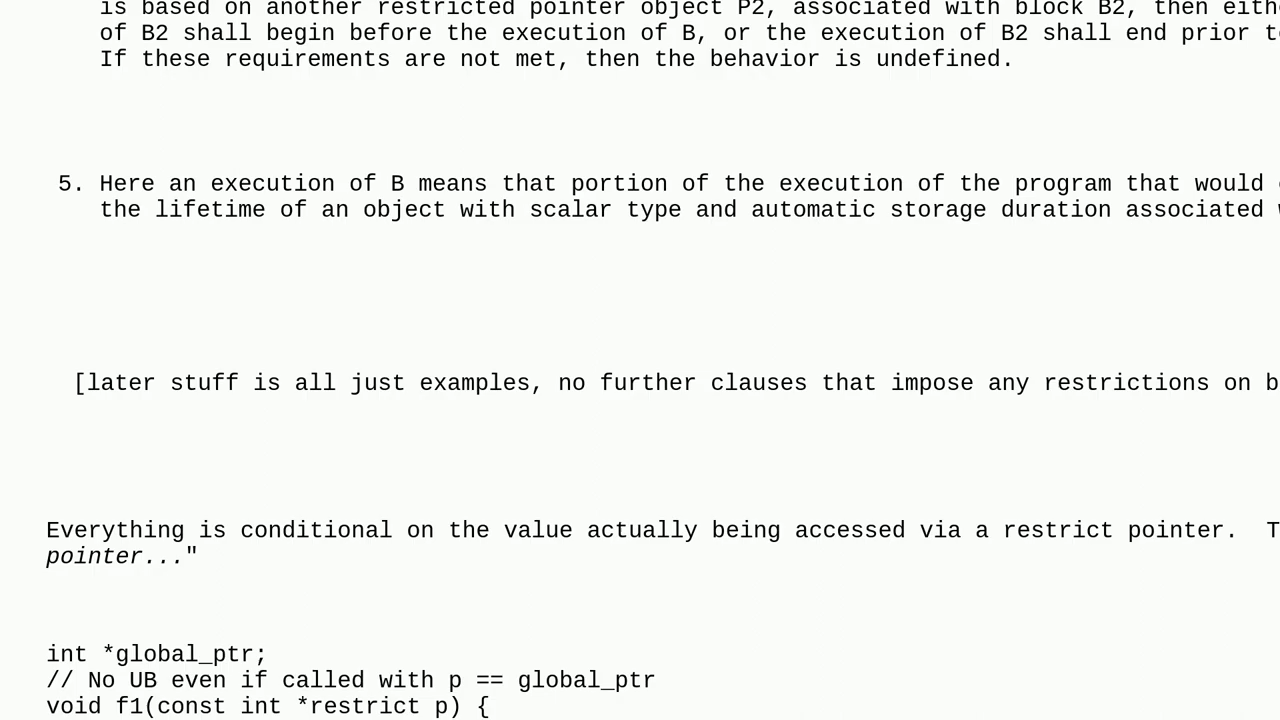 is based on another restricted pointer object P2, associated with block B2, then
of B2 shall begin before the execution of B, or the execution of B2 shall end prior
If these requirements are not met, then the behavior is undefined.
5. Here an execution of B means that portion of the execution of the program that would
the lifetime of an object with scalar type and automatic storage duration associated
[later stuff is all just examples, no further clauses that impose any restrictions on
Everything is conditional on the value actually being accessed via a restrict pointer.
pointer..."
int *global_ptr;
// No UB even if called with p == global_ptr
void f1(const int *restrict p) {